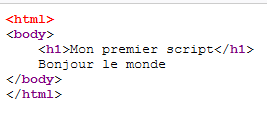 <html>
<body>
    <h1>Mon premier script</h1>
    Bonjour le monde
</body>
</html>